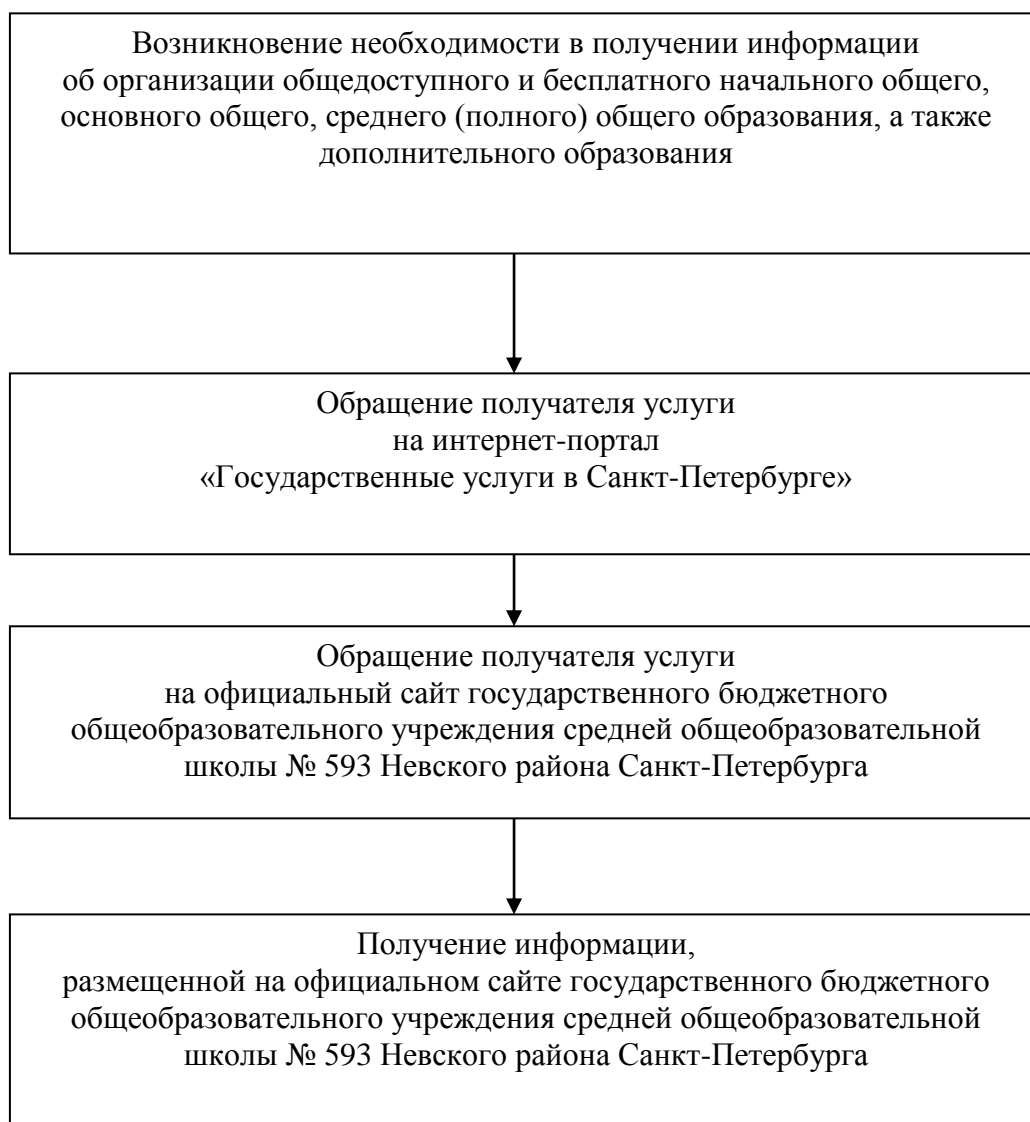 Возникновение необходимости в получении информации
об организации общедоступного и бесплатного начального общего,
основного общего, среднего (полного) общего образования, а также
дополнительного образования
Обращение получателя услуги
на интернет-портал
«Государственные услуги в Санкт-Петербурге»
Обращение получателя услуги
на официальный сайт государственного бюджетного
общеобразовательного учреждения средней общеобразовательной
школы № 593 Невского района Санкт-Петербурга
Получение информации,
размещенной на официальном сайте государственного бюджетного
общеобразовательного учреждения средней общеобразовательной
школы № 593 Невского района Санкт-Петербурга